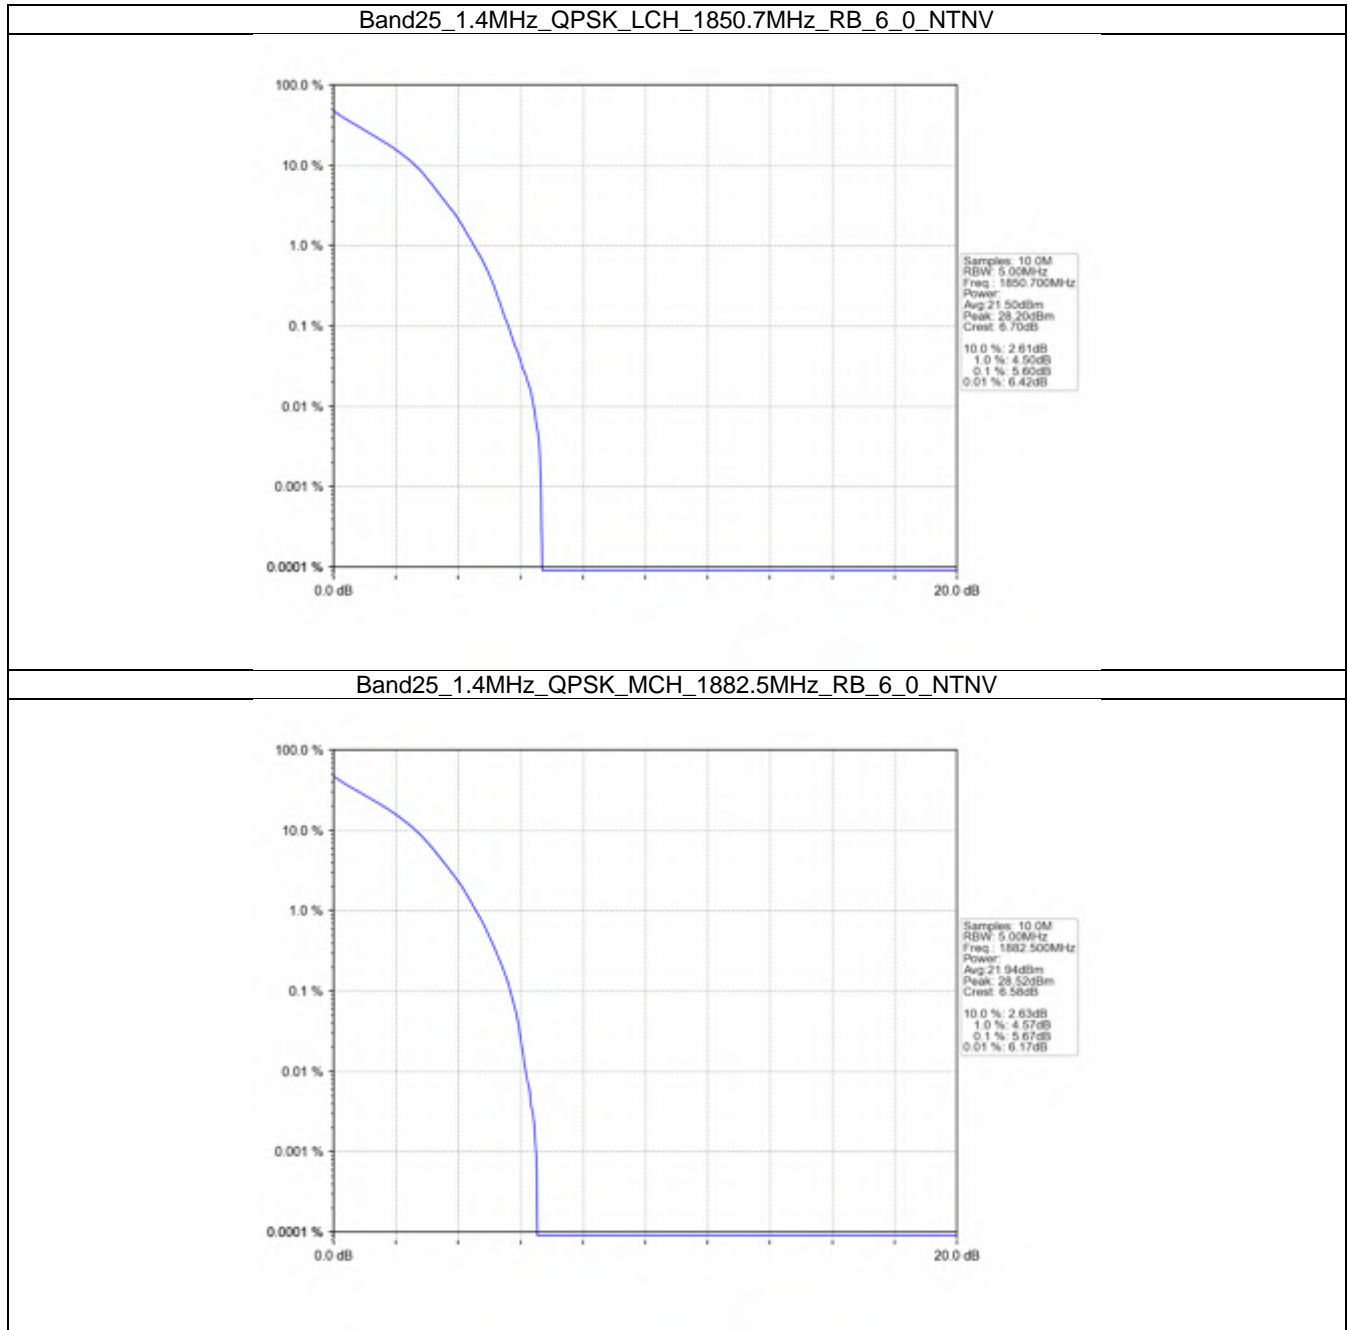 Band25_1.4MHz_QPSK_LCH_1850.7MHz_RB_6_0_NTNV
100.0 %
10.0 %
1.0 %
0.1 %
0.01 %
0.001 %
0.0001 %
0.0 dB
20.0 dB
Samples: 10.0M
RBW: 5.00MHz
Freq.: 1850.700MHz
Power:
Avg:21.50dBm
Peak: 28.20dBm
Crest: 6.70dB
10.0 %: 2.61dB
1.0 %: 4.50dB
0.1 %: 5.60dB
0.01 %: 6.42dB
Band25_1.4MHz_QPSK_MCH_1882.5MHz_RB_6_0_NTNV
100.0 %
10.0 %
1.0 %
0.1 %
0.01 %
0.001 %
0.0001 %
0.0 dB
20.0 dB
Samples: 10.0M
RBW: 5.00MHz
Freq.: 1882.500MHz
Power:
Avg:21.94dBm
Peak: 28.52dBm
Crest: 6.58dB
10.0 %: 2.63dB
1.0 %: 4.57dB
0.1 %: 5.67dB
0.01 %: 6.17dB